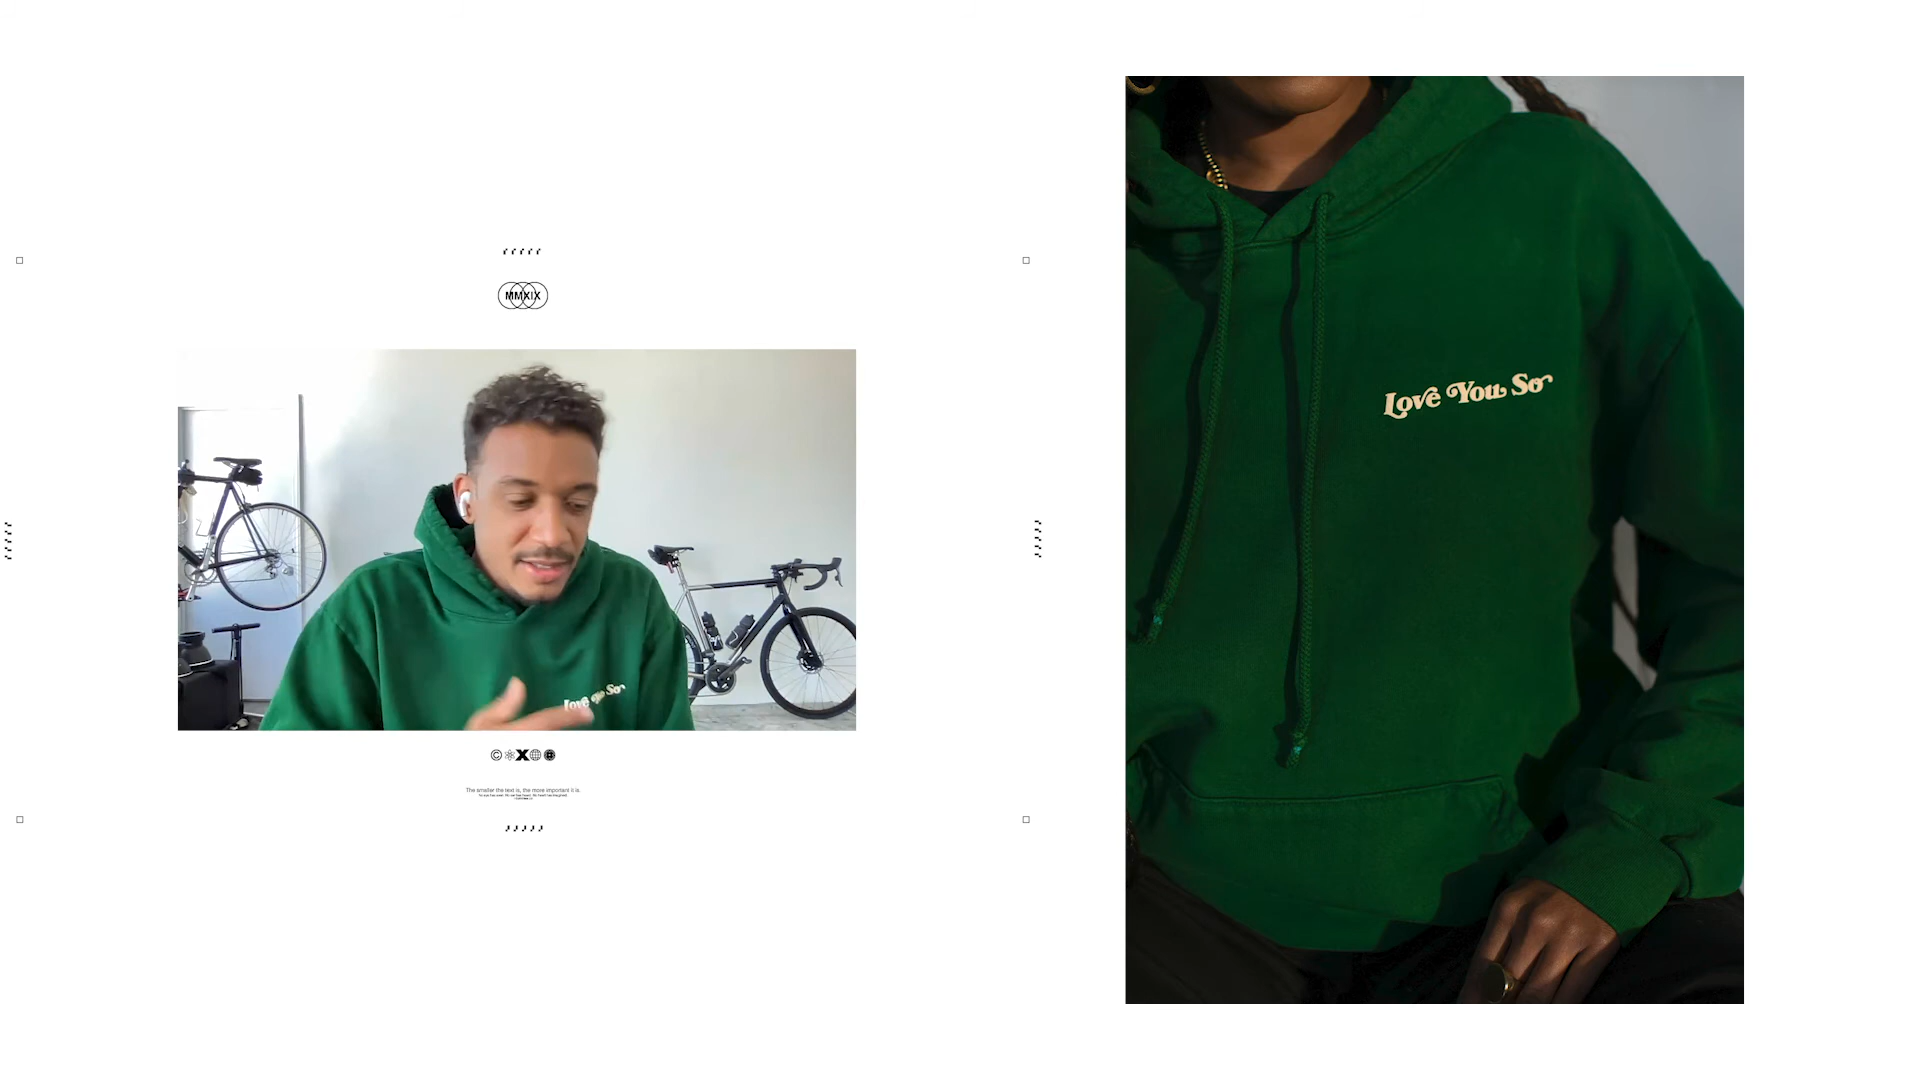 MMXIX
Love You So
The smaller the text is, the more important it is.
Love You So